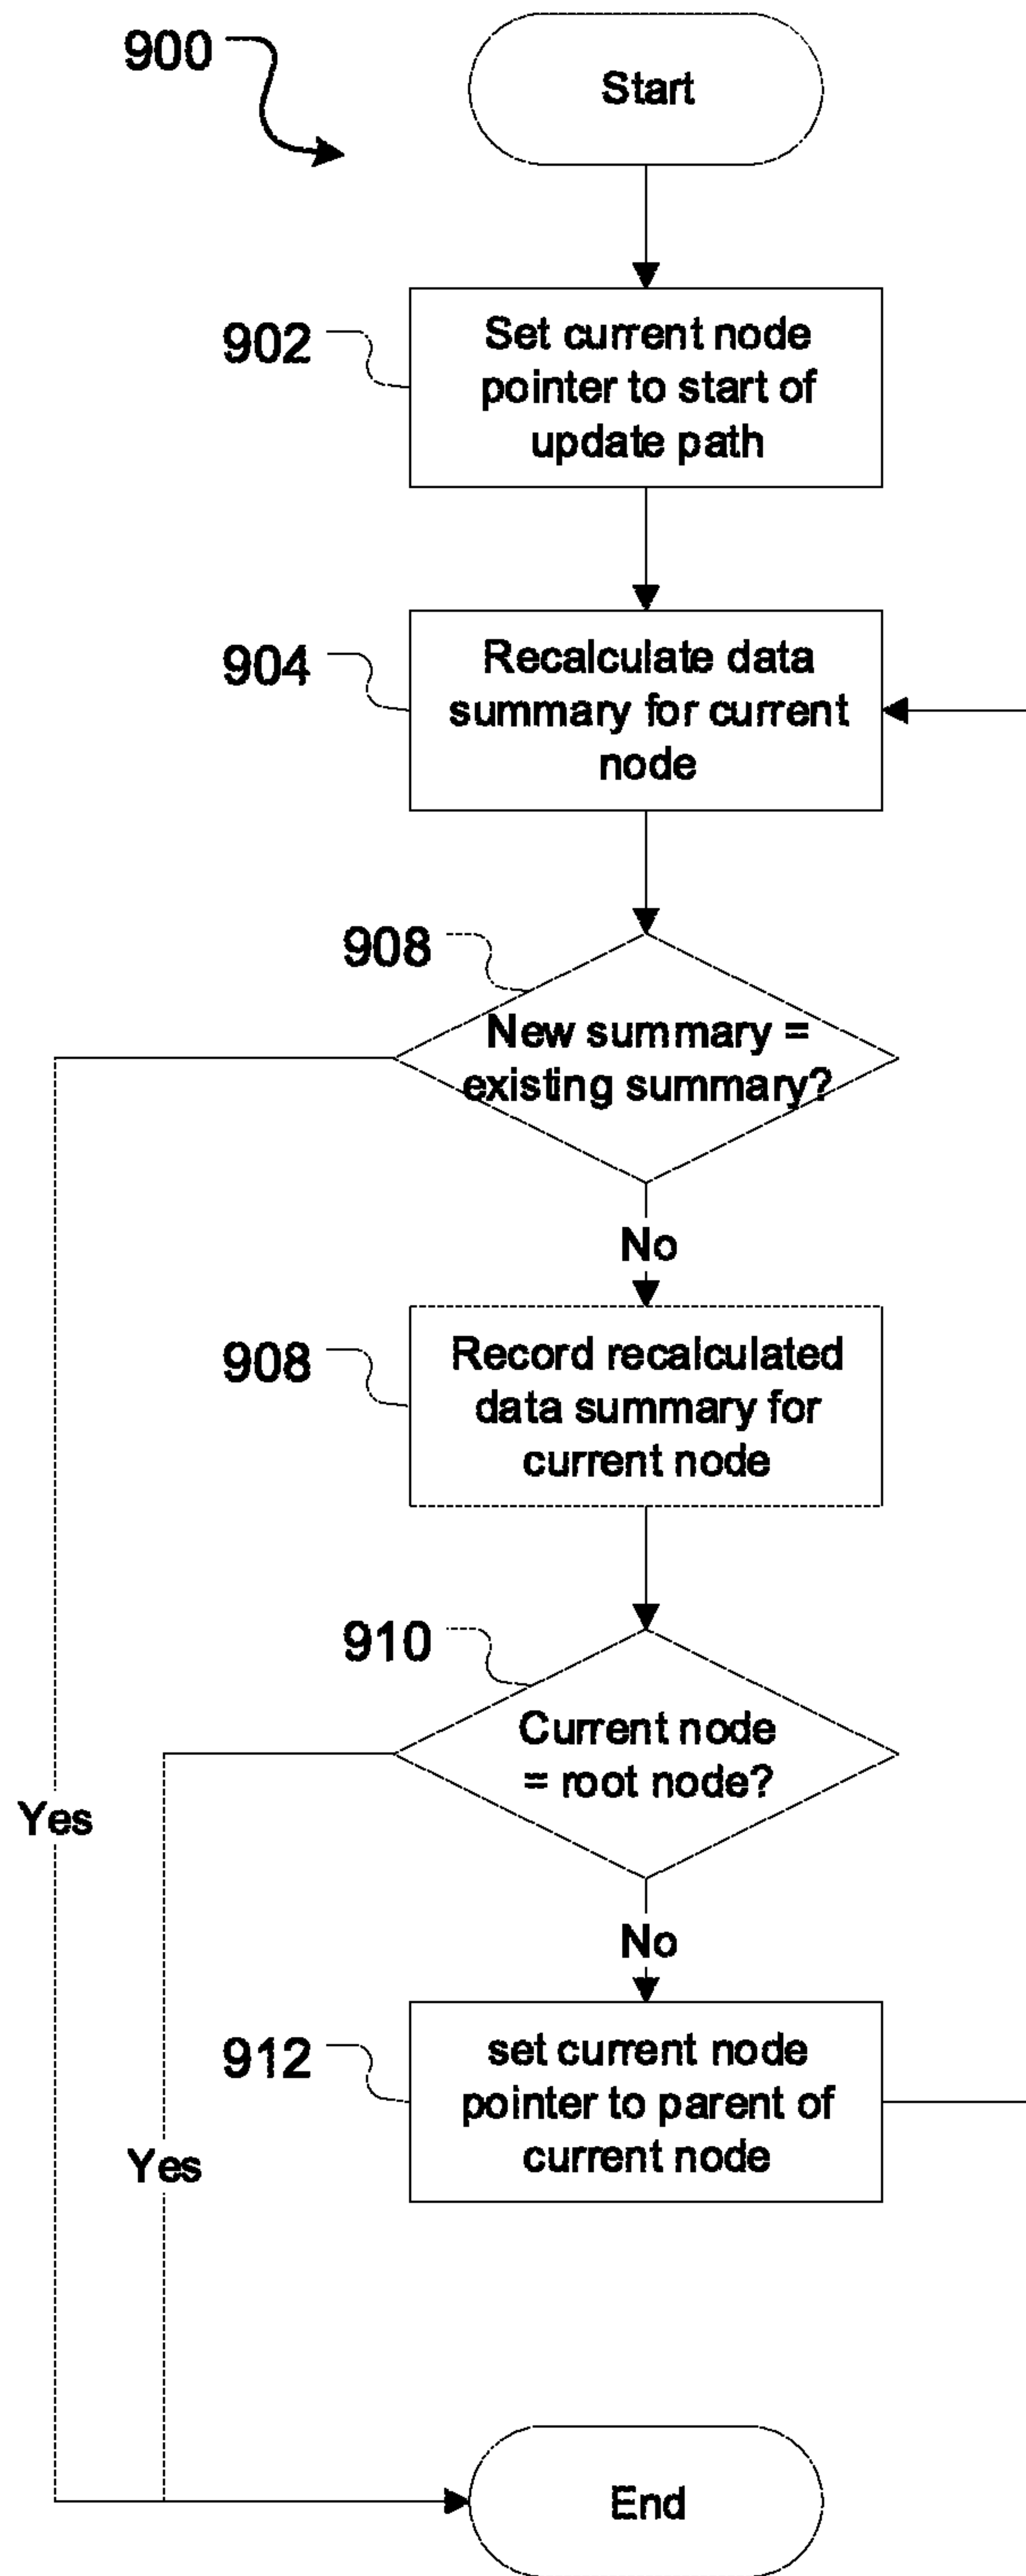 900
Start
902
Set current node
pointer to start of
update path
904
Recalculate data
summary for current
node
908
New summary =
existing summary?
No
908
Record recalculated
data summary for
current node
910
Current node
= root node?
Yes
No
912
set current node
pointer to parent of
current node
Yes
End